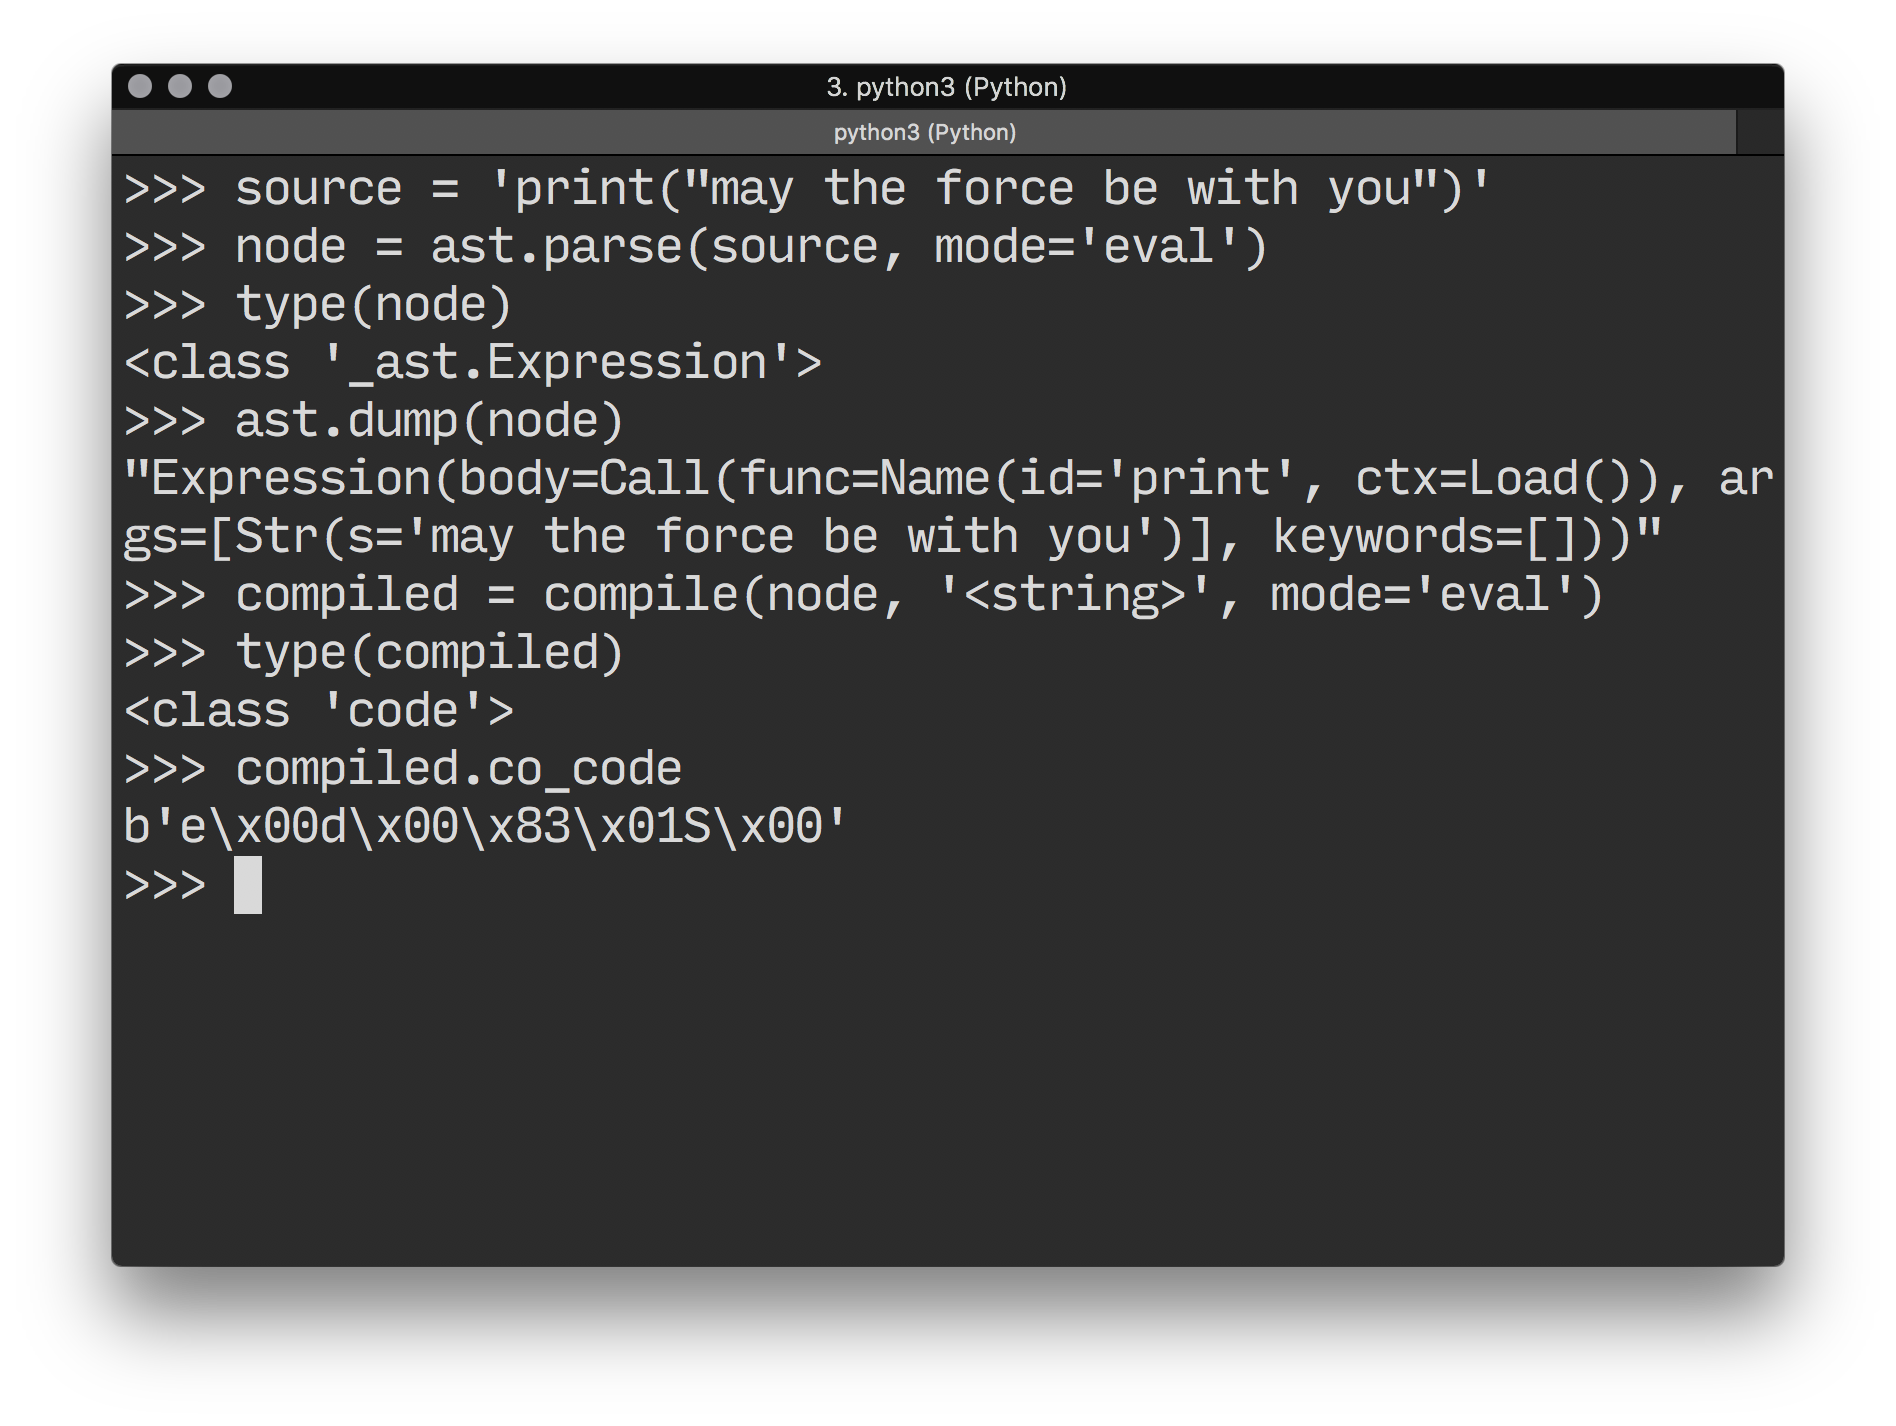 3. python3 (Python)
python3 (Python)
>>> source = 'print("may the force be with you")'
>>> node = ast.parse(source, mode='eval')
>>> type(node)
<class '_ast.Expression'>
>>> ast.dump(node)
"Expression(body=Call(func=Name(id='print', ctx=Load()), ar
gs=[Str(s='may the force be with you')], keywords=[]))"
>>> compiled = compile(node, '<string>', mode='eval')
>>> type(compiled)
<class 'code'>
>>> compiled.co_code
b'e\x00d\x00\x83\x01S\x00'
>>>